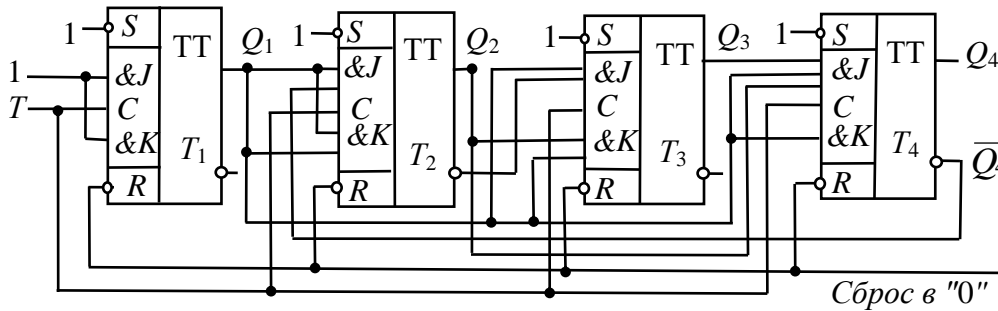 1 S TT Q1 1 S TT Q2 1 S TT Q3 1 S TT Q4
1 &J &J &J &J
T C C C C
&K &K &K &K
T1 T2 T3 T4
R R R R
Сброс в "0"